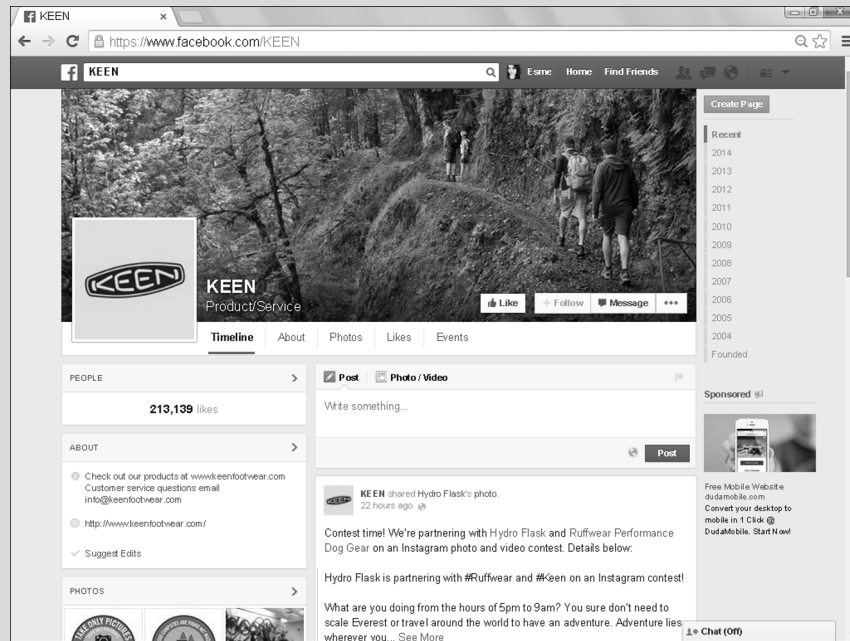 KEEN
https://www.facebook.com/KEEN
KEEN
Esme Home Find Friends
Create Page
Recent
2014
2013
2012
2011
2010
2009
2008
2007
2006
2005
2004
Founded
KEEN
KEEN
Product/Service
Like
+ Follow
Message
Timeline
About
Photos
Likes
Events
PEOPLE
213,139 likes
ABOUT
Check out our products at www.keenfootwear.com
Customer service questions email
info@keenfootwear.com
http://www.keenfootwear.com/
Suggest Edits
PHOTOS
TAKE ONLY PICTURES
Post
Photo / Video
Write something...
Post
KEEN
KEEN shared Hydro Flask's photo.
22 hours ago
Contest time! We're partnering with Hydro Flask and Ruffwear Performance
Dog Gear on an Instagram photo and video contest. Details below:
Hydro Flask is partnering with #Ruffwear and #Keen on an Instagram contest!
What are you doing from the hours of 5pm to 9am? You sure don't need to
scale Everest or travel around the world to have an adventure. Adventure lies
wherever you... See More
Sponsored
Free Mobile Website
dudamobile.com
Convert your desktop to
mobile in 1 Click @
DudaMobile. Start Now!
Chat (Off)